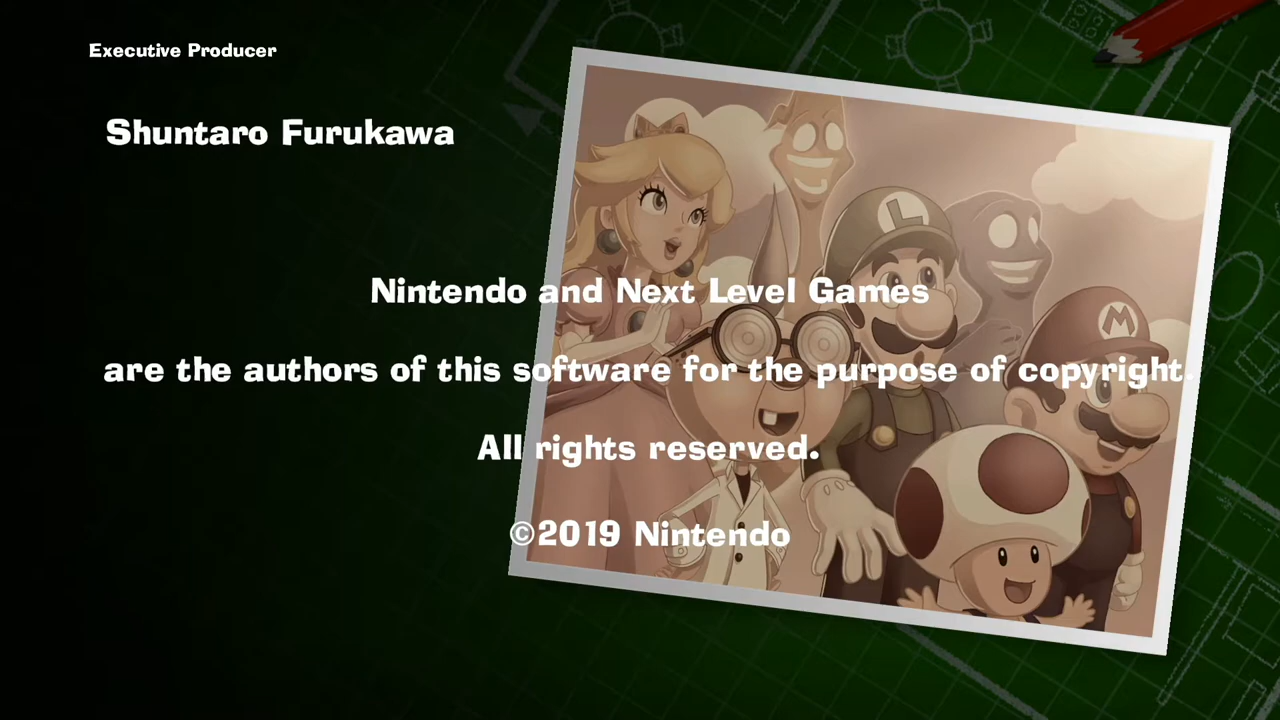 Executive Producer
Shuntaro Furukawa
Nintendo and Next Level Games
are the authors of this software for the purpose of copyright.
All rights reserved.
©2019 Nintendo
L
M